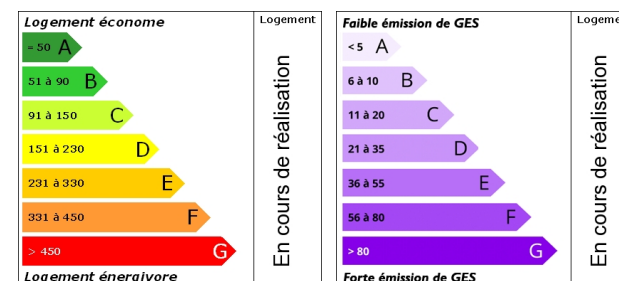 Logement économe
Logement
= 50 A
51 à 90 B
91 à 150 C
151 à 230 D
231 à 330 E
331 à 450 F
> 450 G
En cours de réalisation
Logement énergivore
Faible émission de GES
Logeme
< 5 A
6 à 10 B
11 à 20 C
21 à 35 D
36 à 55 E
56 à 80 F
> 80 G
En cours de réalisation
Forte émission de GES